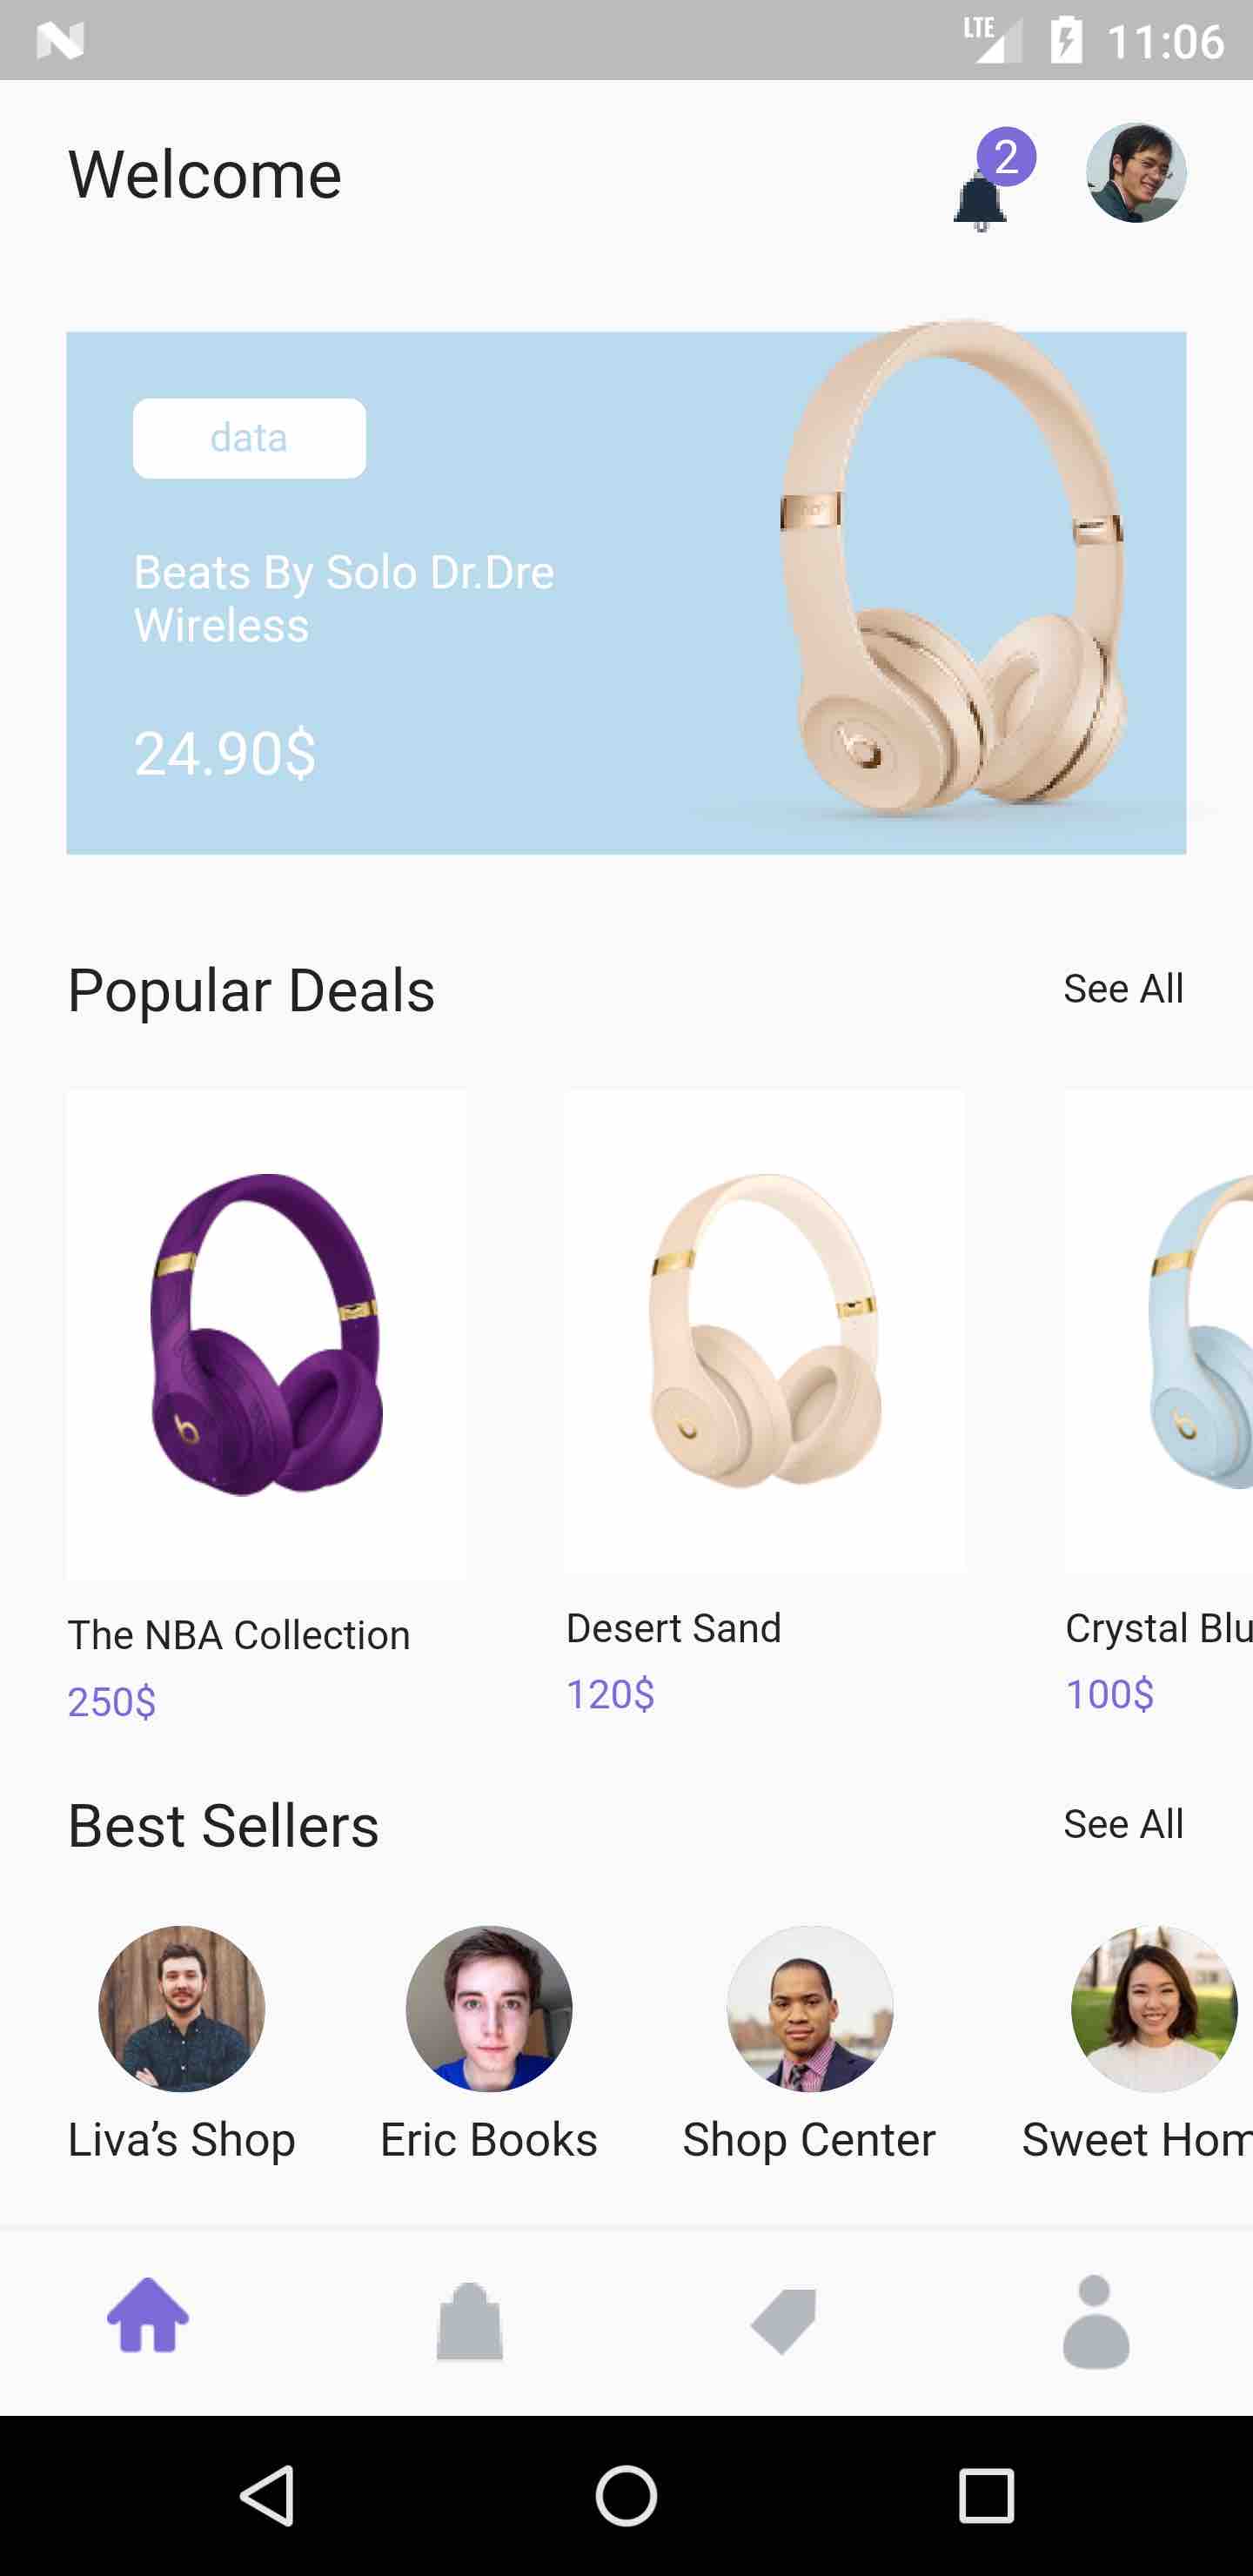 LTE 11:06
Welcome
2
data
Beats By Solo Dr.Dre
Wireless
24.90$
Popular Deals
See All
The NBA Collection
Desert Sand
Crystal Blu
250$
120$
100$
Best Sellers
See All
Liva’s Shop
Eric Books
Shop Center
Sweet Hom